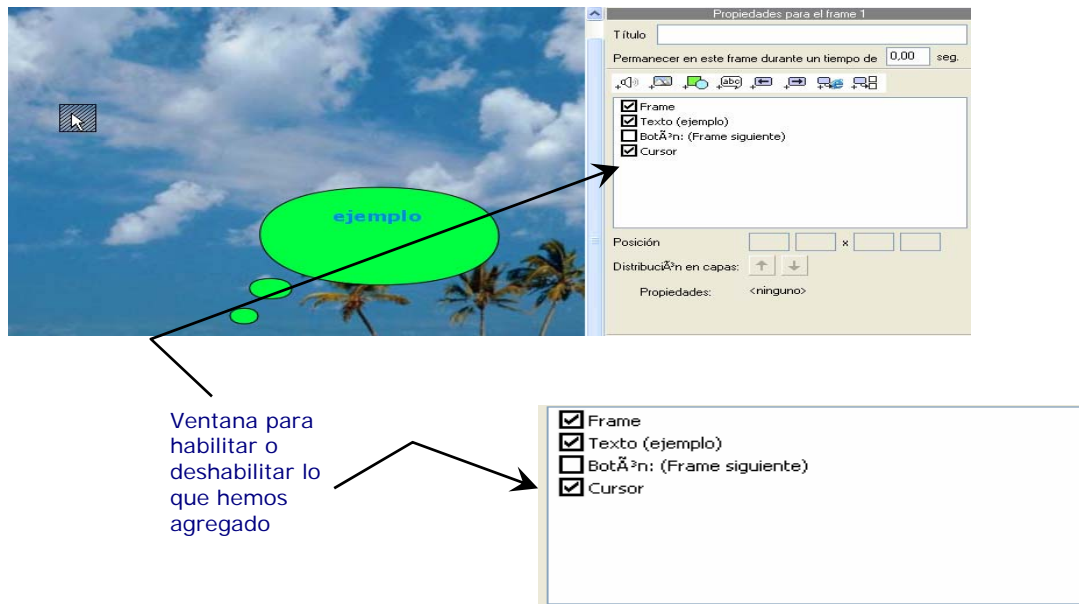 Propiedades para el frame 1
Título
Permanecer en este frame durante un tiempo de 0,00 seg.
abc
Frame
Texto (ejemplo)
BotÃ³n: (Frame siguiente)
Cursor
ejemplo
Posición x
DistribuciÃ³n en capas:
Propiedades: <ninguno>
Ventana para
habilitar o
deshabilitar lo
que hemos
agregado
Frame
Texto (ejemplo)
BotÃ³n: (Frame siguiente)
Cursor